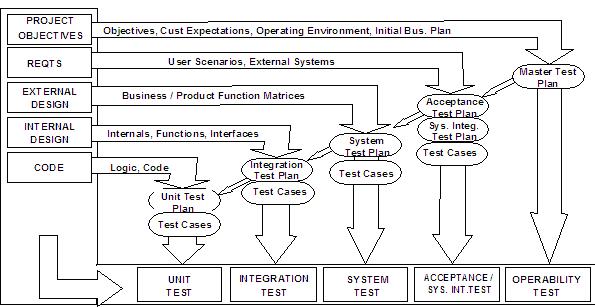 PROJECT
OBJECTIVES
Objectives, Cust Expectations, Operating Environment, Initial Bus. Plan
REQTS
User Scenarios, External Systems
Master Test
Plan
EXTERNAL
DESIGN
Business / Product Function Matrices
Acceptance
Test Plan
Sys. Integ.
Test Plan
Test Cases
INTERNAL
DESIGN
Internals, Functions, Interfaces
System
Test Plan
Test Cases
CODE
Logic, Code
Integration
Test Plan
Test Cases
Unit Test
Plan
Test Cases
UNIT
TEST
INTEGRATION
TEST
SYSTEM
TEST
ACCEPTANCE /
SYS. INT.TEST
OPERABILITY
TEST